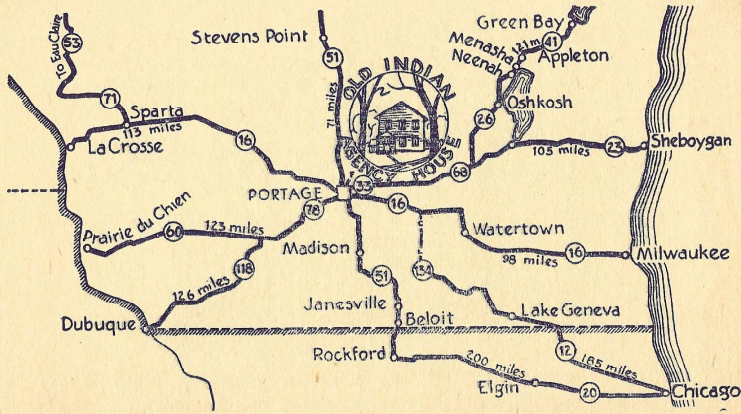 Green Bay
Stevens Point
To Eau Claire
53
51
Menasha
121 m
41
Appleton
Neenah
OLD INDIAN
AGENCY HOUSE
71 miles
71
Sparta
113 miles
La Crosse
16
26
Oshkosh
68
105 miles
23
Sheboygan
PORTAGE
33
78
16
Prairie du Chien
60
123 miles
Watertown
98 miles
16
Milwaukee
Madison
118
126 miles
51
134
Janesville
Lake Geneva
Dubuque
Beloit
Rockford
200 miles
12
185 miles
Elgin
20
Chicago